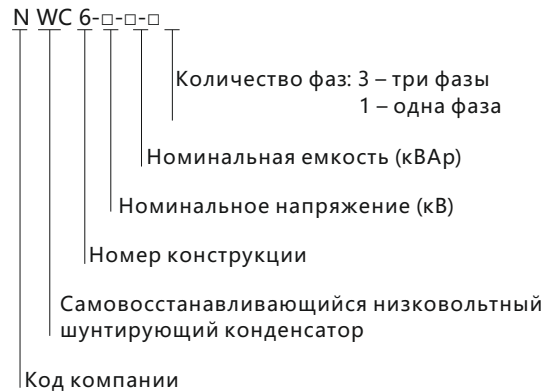 N WC 6-□-□-□
Количество фаз: 3 – три фазы
1 – одна фаза
Номинальная емкость (кВАр)
Номинальное напряжение (кВ)
Номер конструкции
Самовосстанавливающийся низковольтный
шунтирующий конденсатор
Код компании